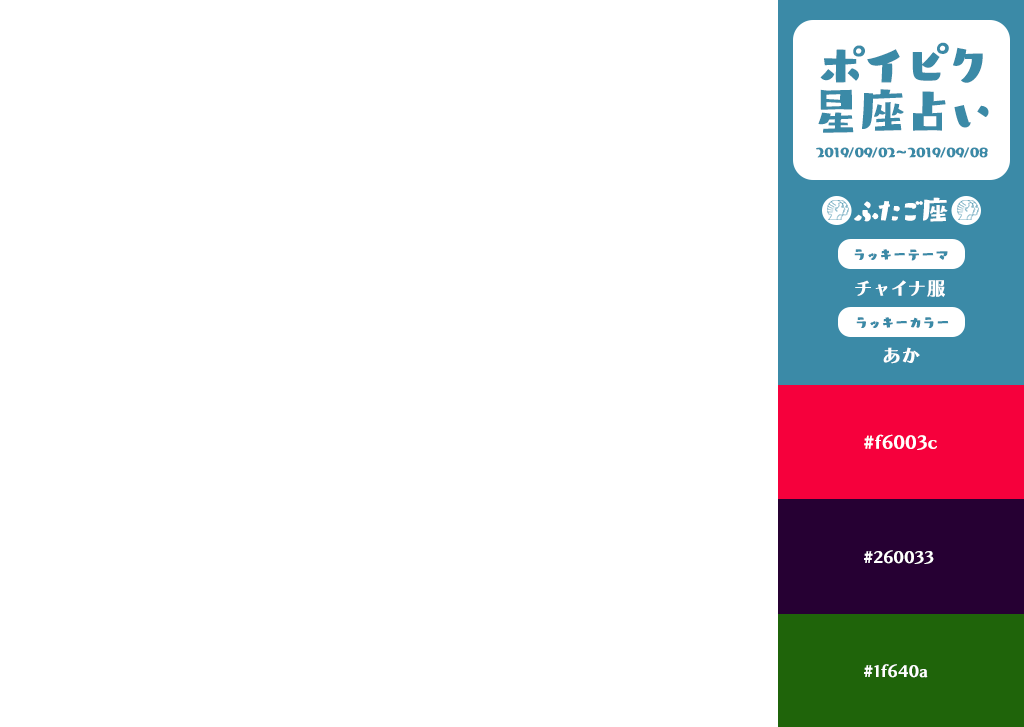 ポイピク
星座占い
2019/09/02~2019/09/08
ふたご座
ラッキーテーマ
チャイナ服
ラッキーカラー
あか
#f6003c
#260033
#1f640a